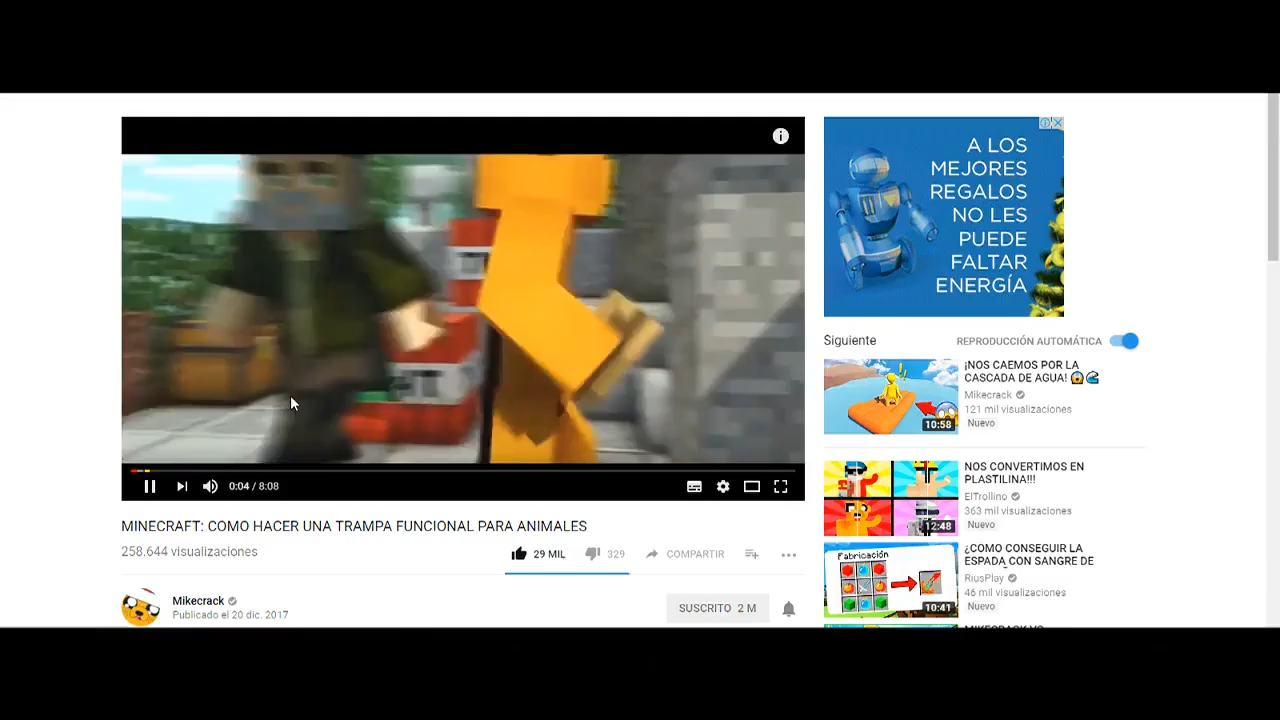 A LOS
MEJORES
REGALOS
NO LES
PUEDE
FALTAR
ENERGÍA
0:04 / 8:08
MINECRAFT: COMO HACER UNA TRAMPA FUNCIONAL PARA ANIMALES
258.644 visualizaciones
29 MIL
329
COMPARTIR
Mikecrack
Publicado el 20 dic. 2017
SUSCRITO 2 M
Siguiente
REPRODUCCIÓN AUTOMÁTICA
¡NOS CAEMOS POR LA
CASCADA DE AGUA! 😱🌊
Mikecrack
121 mil visualizaciones
Nuevo
10:58
NOS CONVERTIMOS EN
PLASTILINA!!!
ElTrollino
363 mil visualizaciones
Nuevo
12:48
¿COMO CONSEGUIR LA
ESPADA CON SANGRE DE
RiusPlay
46 mil visualizaciones
Nuevo
Fabricación
10:41